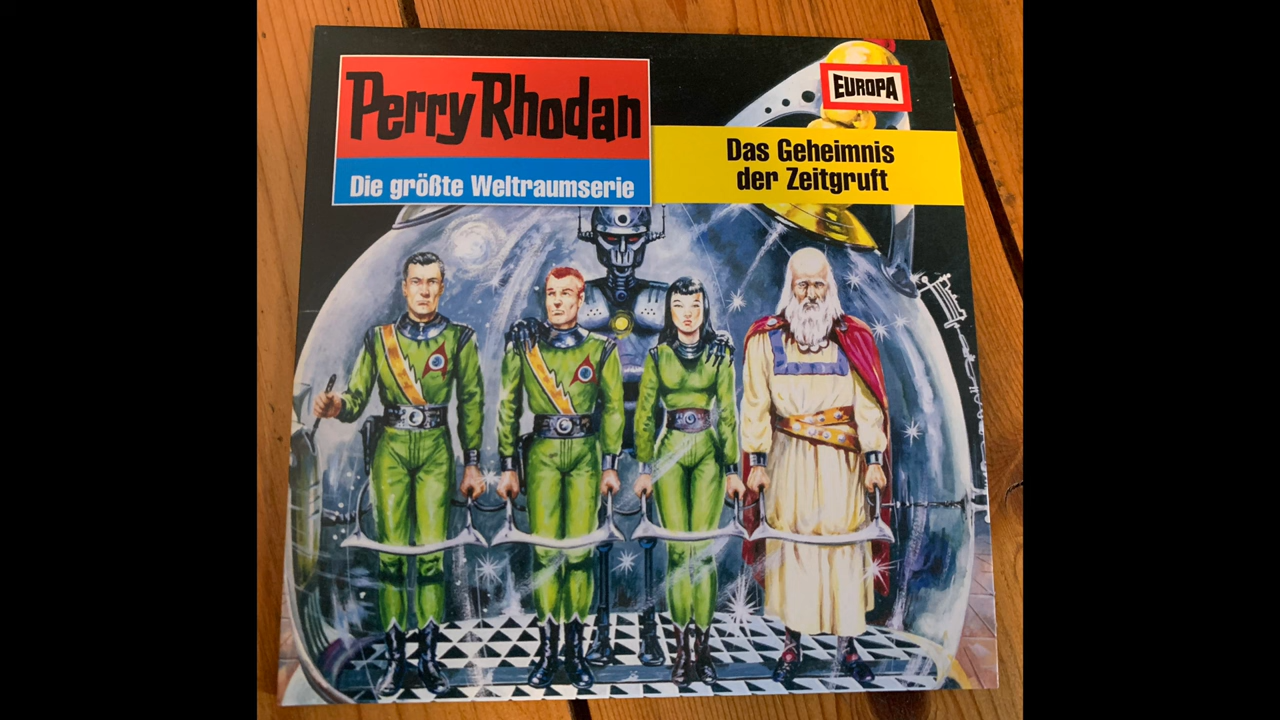 Perry Rhodan
Die größte Weltraumserie
EUROPA
Das Geheimnis
der Zeitgruft